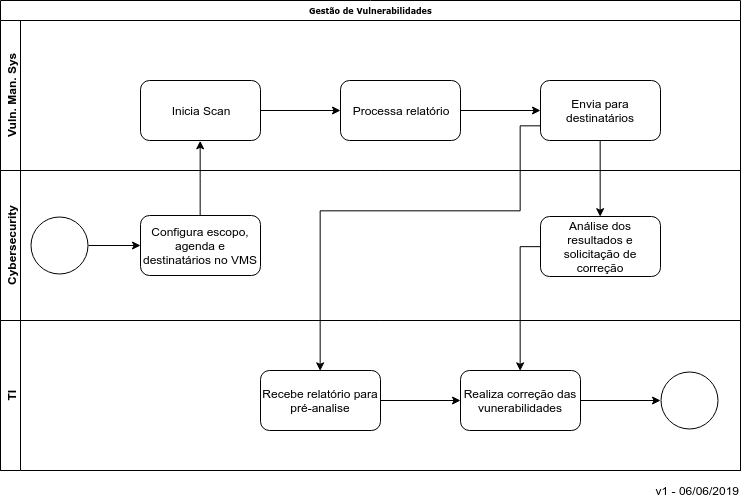 Gestão de Vulnerabilidades
Vuln. Man. Sys
Inicia Scan
Processa relatório
Envia para
destinatários
Cybersecurity
Configura escopo,
agenda e
destinatários no VMS
Análise dos
resultados e
solicitação de
correção
TI
Recebe relatório para
pré-analise
Realiza correção das
vunerabilidades
v1 - 06/06/2019